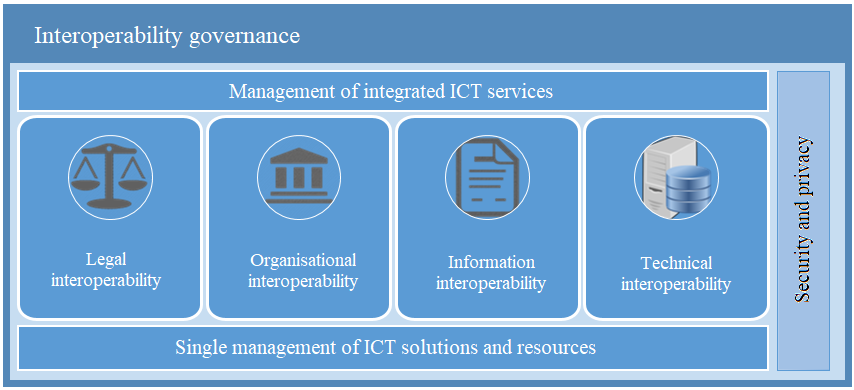 Interoperability governance
Management of integrated ICT services
Legal
interoperability
Organisational
interoperability
Information
interoperability
Technical
interoperability
Single management of ICT solutions and resources
Security and privacy